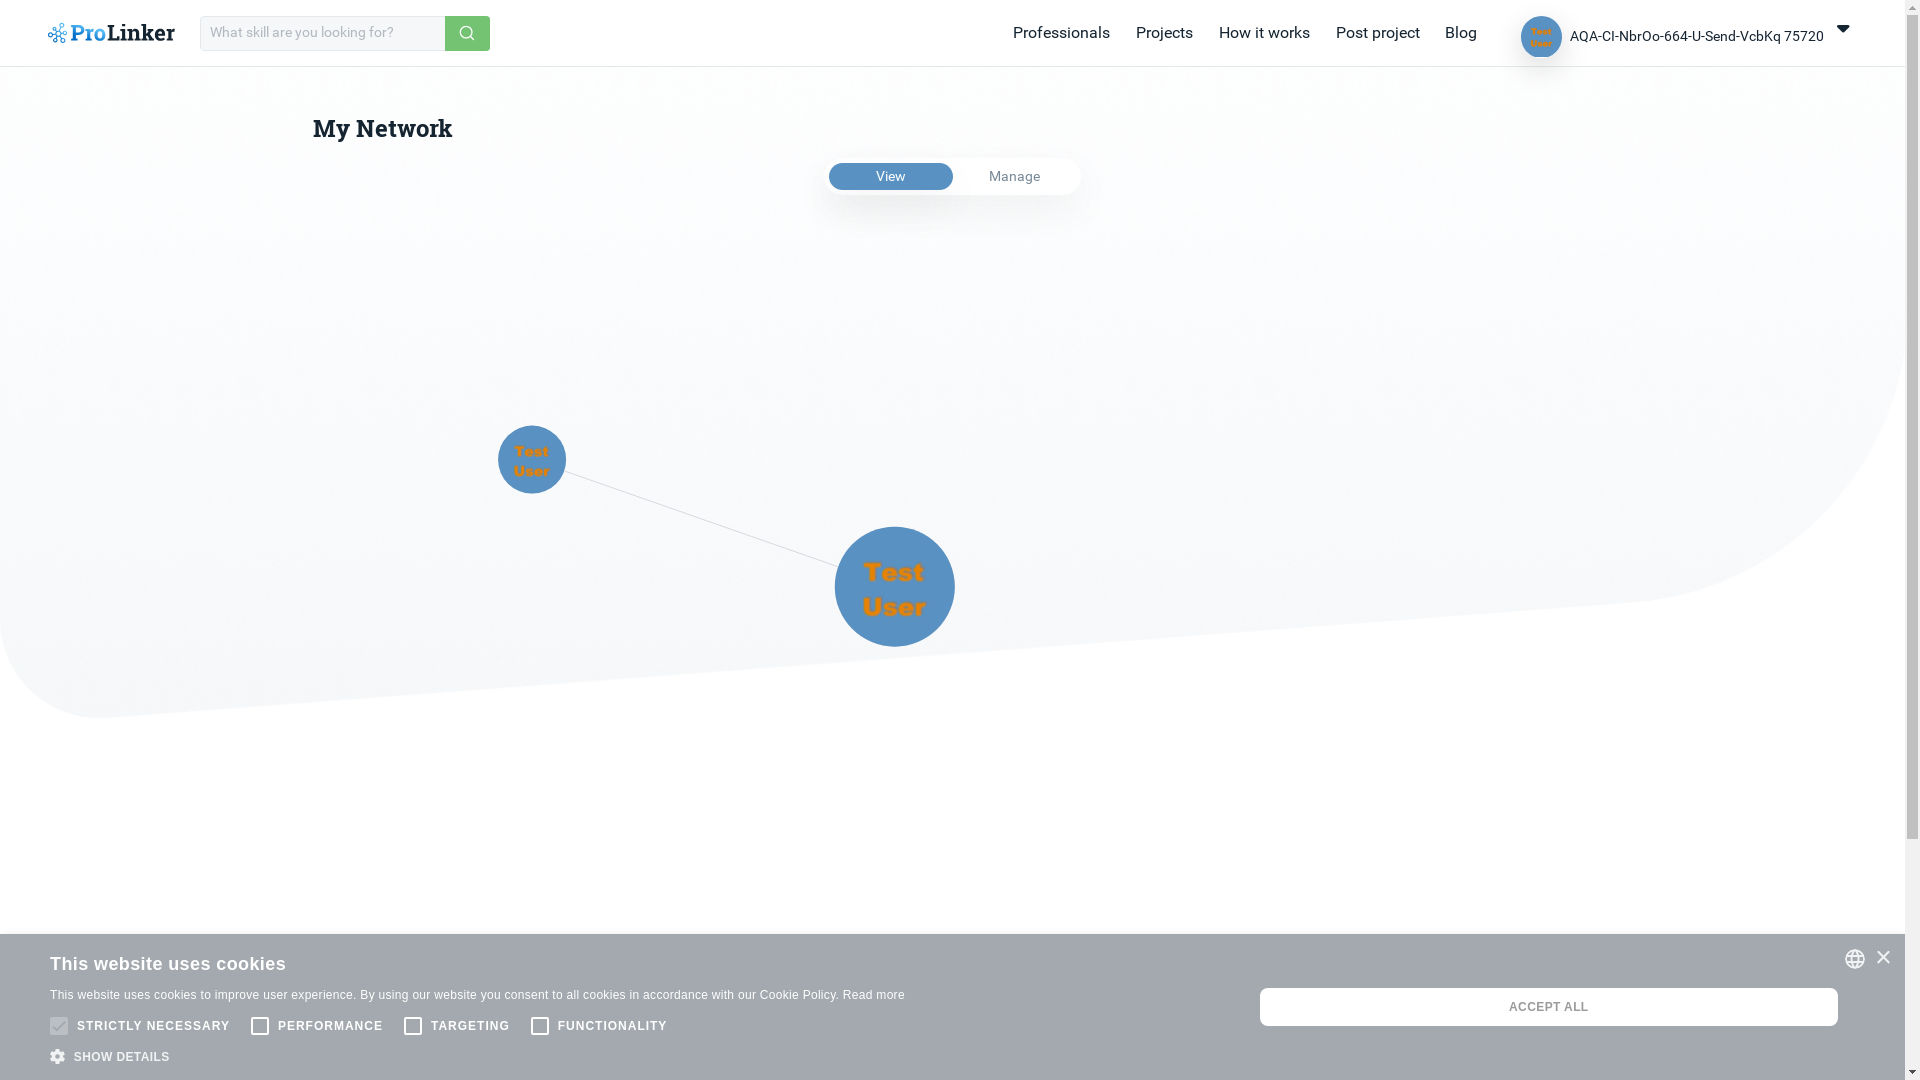 ProLinker
What skill are you looking for?
Professionals
Projects
How it works
Post project
Blog
Test
User
AQA-CI-NbrOo-664-U-Send-VcbKq 75720
My Network
View
Manage
Test
User
Test
User
This website uses cookies
This website uses cookies to improve user experience. By using our website you consent to all cookies in accordance with our Cookie Policy. Read more
STRICTLY NECESSARY
PERFORMANCE
TARGETING
FUNCTIONALITY
SHOW DETAILS
ACCEPT ALL